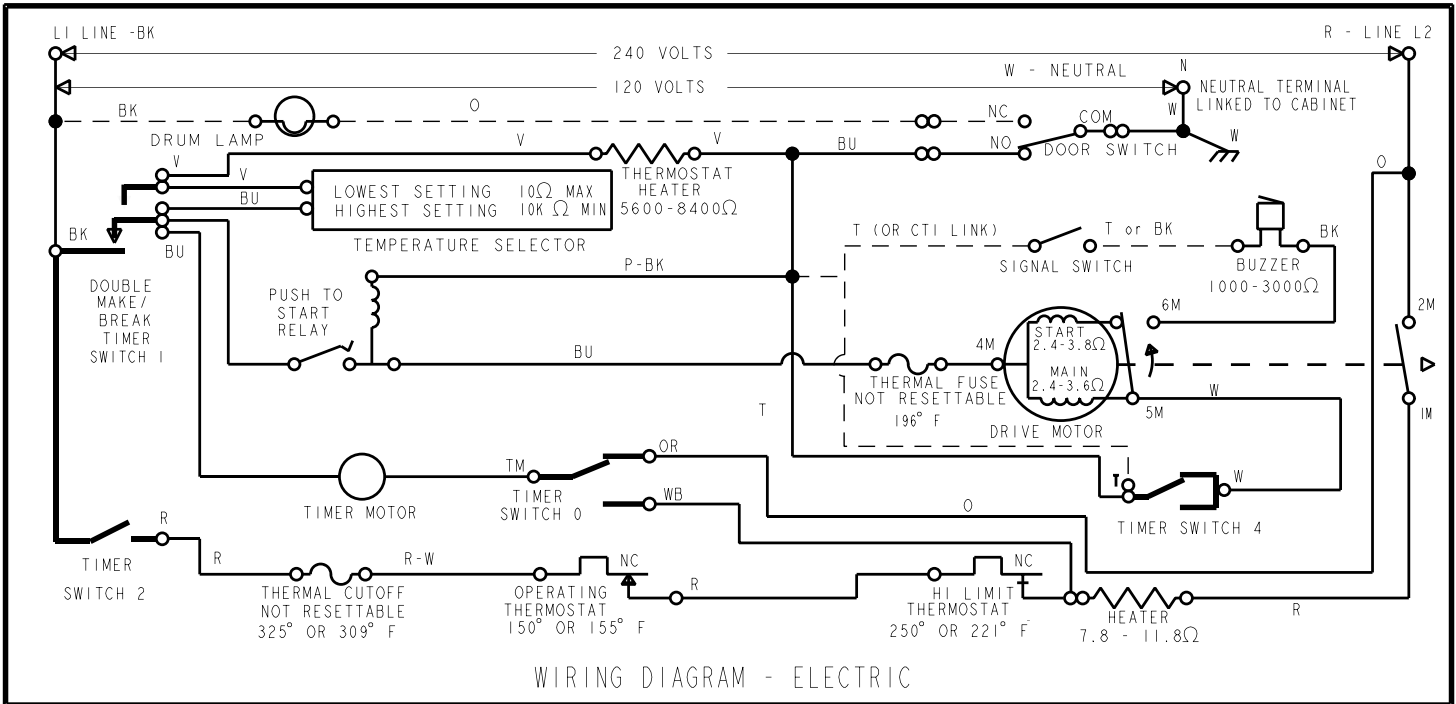 LI LINE -BK
R - LINE L2
240 VOLTS
W - NEUTRAL
N
120 VOLTS
NEUTRAL TERMINAL
LINKED TO CABINET
BK
O
NC
COM
W
W
DRUM LAMP
V
V
V
BU
NO
DOOR SWITCH
O
V
THERMOSTAT
HEATER
5600-8400Ω
LOWEST SETTING 10Ω MAX
HIGHEST SETTING 10K Ω MIN
BU
TEMPERATURE SELECTOR
BK
BU
T (OR CTI LINK)
T or BK
BK
SIGNAL SWITCH
BUZZER
1000-3000Ω
P-BK
DOUBLE
MAKE/
BREAK
TIMER
SWITCH 1
PUSH TO
START
RELAY
6M
2M
START
2.4-3.8Ω
4M
BU
MAIN
2.4-3.6Ω
THERMAL FUSE
NOT RESETTABLE
196° F
W
5M
1M
T
DRIVE MOTOR
OR
TM
T
W
WB
TIMER MOTOR
TIMER
SWITCH 0
O
TIMER SWITCH 4
R
TIMER
SWITCH 2
R
R-W
NC
NC
THERMAL CUTOFF
NOT RESETTABLE
325° OR 309° F
OPERATING
THERMOSTAT
150° OR 155° F
R
HI LIMIT
THERMOSTAT
250° OR 221° F
HEATER
7.8 - 11.8Ω
R
WIRING DIAGRAM - ELECTRIC